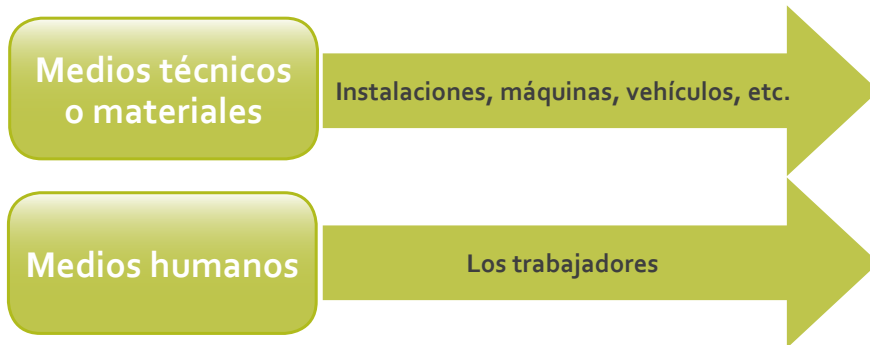 Medios técnicos
o materiales
Instalaciones, máquinas, vehículos, etc.
Medios humanos
Los trabajadores